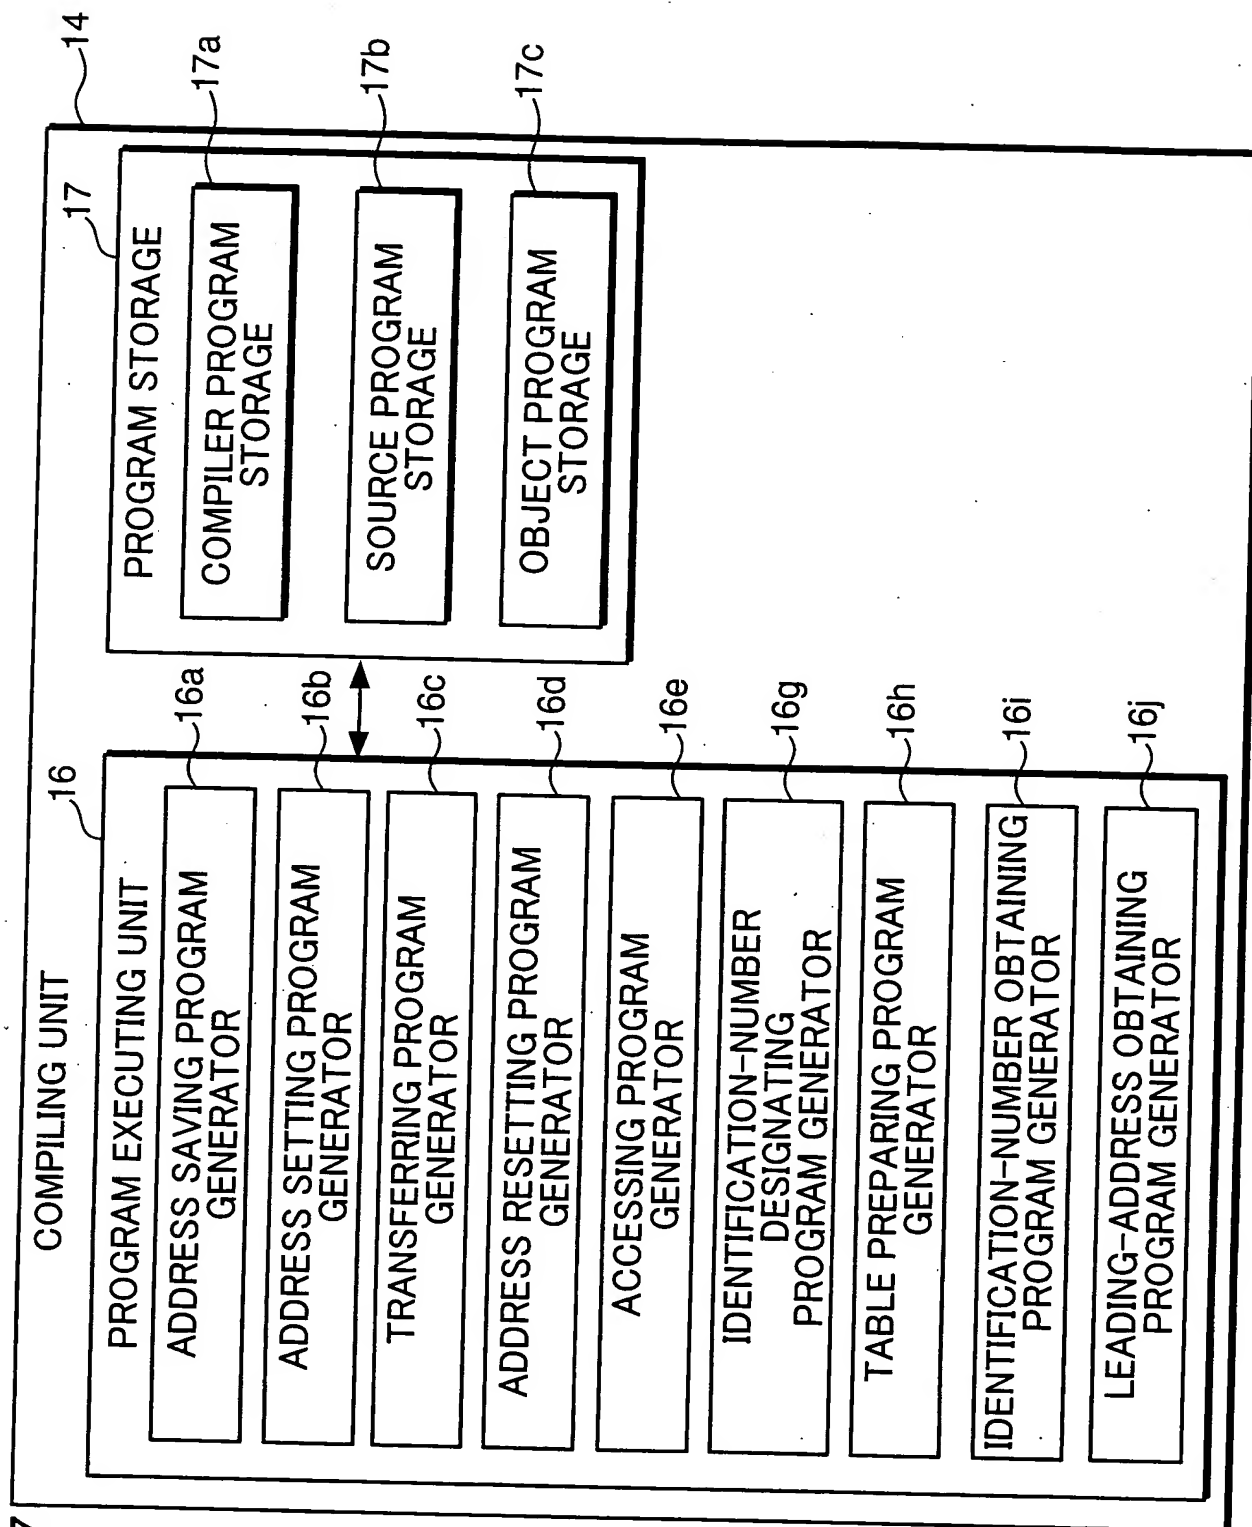 COMPILING UNIT
14
16
PROGRAM EXECUTING UNIT
ADDRESS SAVING PROGRAM
GENERATOR
16a
ADDRESS SETTING PROGRAM
GENERATOR
16b
TRANSFERRING PROGRAM
GENERATOR
16c
ADDRESS RESETTING PROGRAM
GENERATOR
16d
ACCESSING PROGRAM
GENERATOR
16e
IDENTIFICATION-NUMBER
DESIGNATING
PROGRAM GENERATOR
16g
TABLE PREPARING PROGRAM
GENERATOR
16h
IDENTIFICATION-NUMBER OBTAINING
PROGRAM GENERATOR
16i
LEADING-ADDRESS OBTAINING
PROGRAM GENERATOR
16j
17
PROGRAM STORAGE
COMPILER PROGRAM
STORAGE
17a
SOURCE PROGRAM
STORAGE
17b
OBJECT PROGRAM
STORAGE
17c